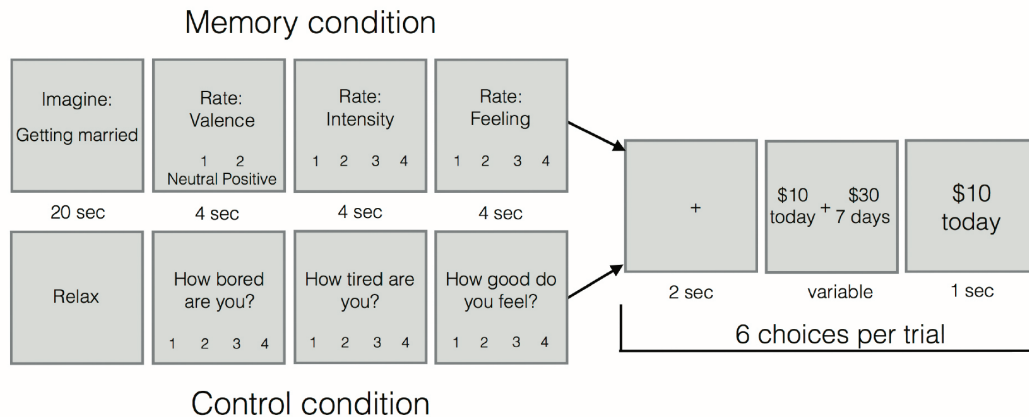 Memory condition
Imagine:
Getting married
Rate:
Valence
1 2
Neutral Positive
Rate:
Intensity
1 2 3 4
Rate:
Feeling
1 2 3 4
20 sec
4 sec
4 sec
4 sec
Relax
How bored
are you?
1 2 3 4
How tired are
you?
1 2 3 4
How good do
you feel?
1 2 3 4
Control condition
+
$10 $30
today + 7 days
$10
today
2 sec
variable
1 sec
6 choices per trial